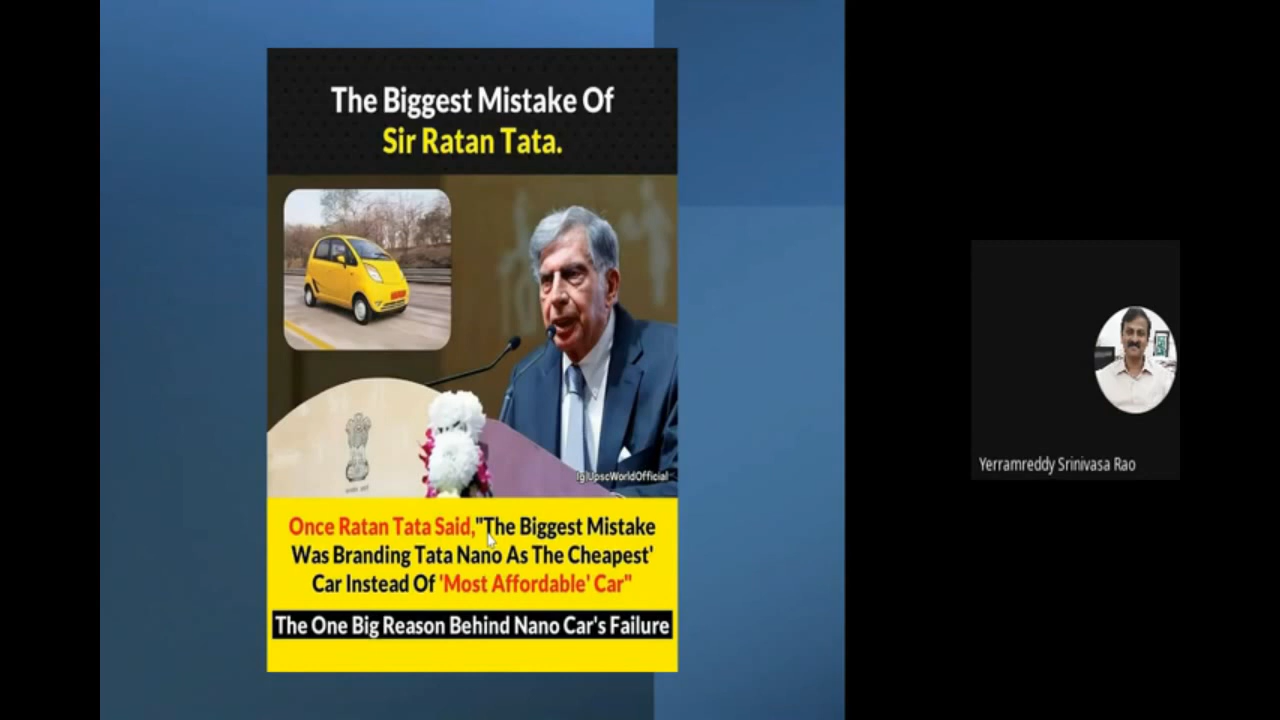 The Biggest Mistake Of
Sir Ratan Tata.
Ig|UpscWorldOfficial
Once Ratan Tata Said,"The Biggest Mistake
Was Branding Tata Nano As The Cheapest'
Car Instead Of 'Most Affordable' Car"
The One Big Reason Behind Nano Car's Failure
Yerramreddy Srinivasa Rao